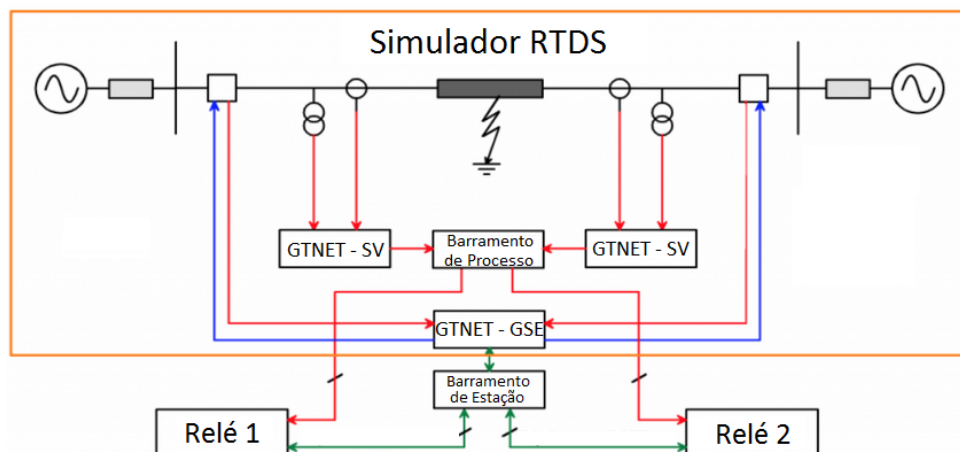 Simulador RTDS
GTNET - SV
Barramento
de Processo
GTNET - SV
GTNET - GSE
Barramento
de Estação
Relé 1
Relé 2